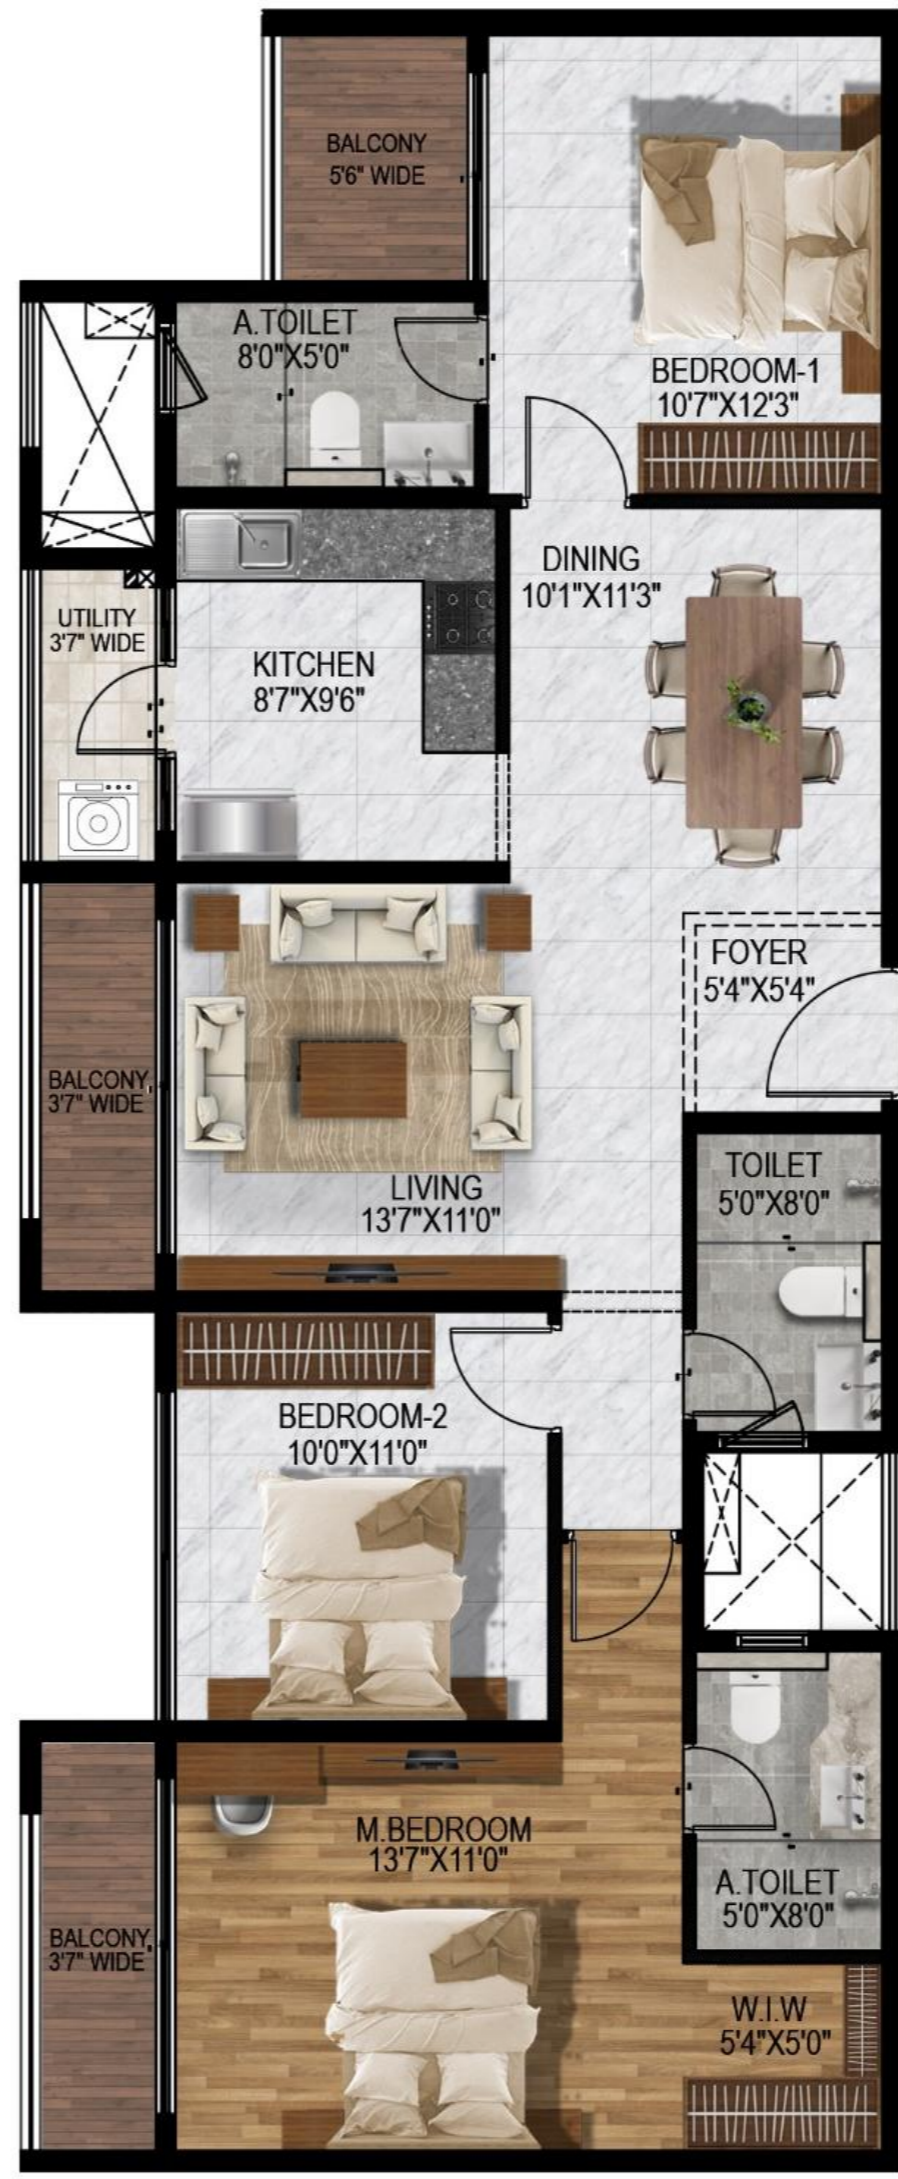 BALCONY
5'6" WIDE
A.TOILET
8'0"X5'0"
BEDROOM-1
10'7"X12'3"
DINING
10'1"X11'3"
UTILITY
3'7" WIDE
KITCHEN
8'7"X9'6"
FOYER
5'4"X5'4"
BALCONY
3'7" WIDE
LIVING
13'7"X11'0"
TOILET
5'0"X8'0"
BEDROOM-2
10'0"X11'0"
M.BEDROOM
13'7"X11'0"
A.TOILET
5'0"X8'0"
BALCONY
3'7" WIDE
W.I.W
5'4"X5'0"